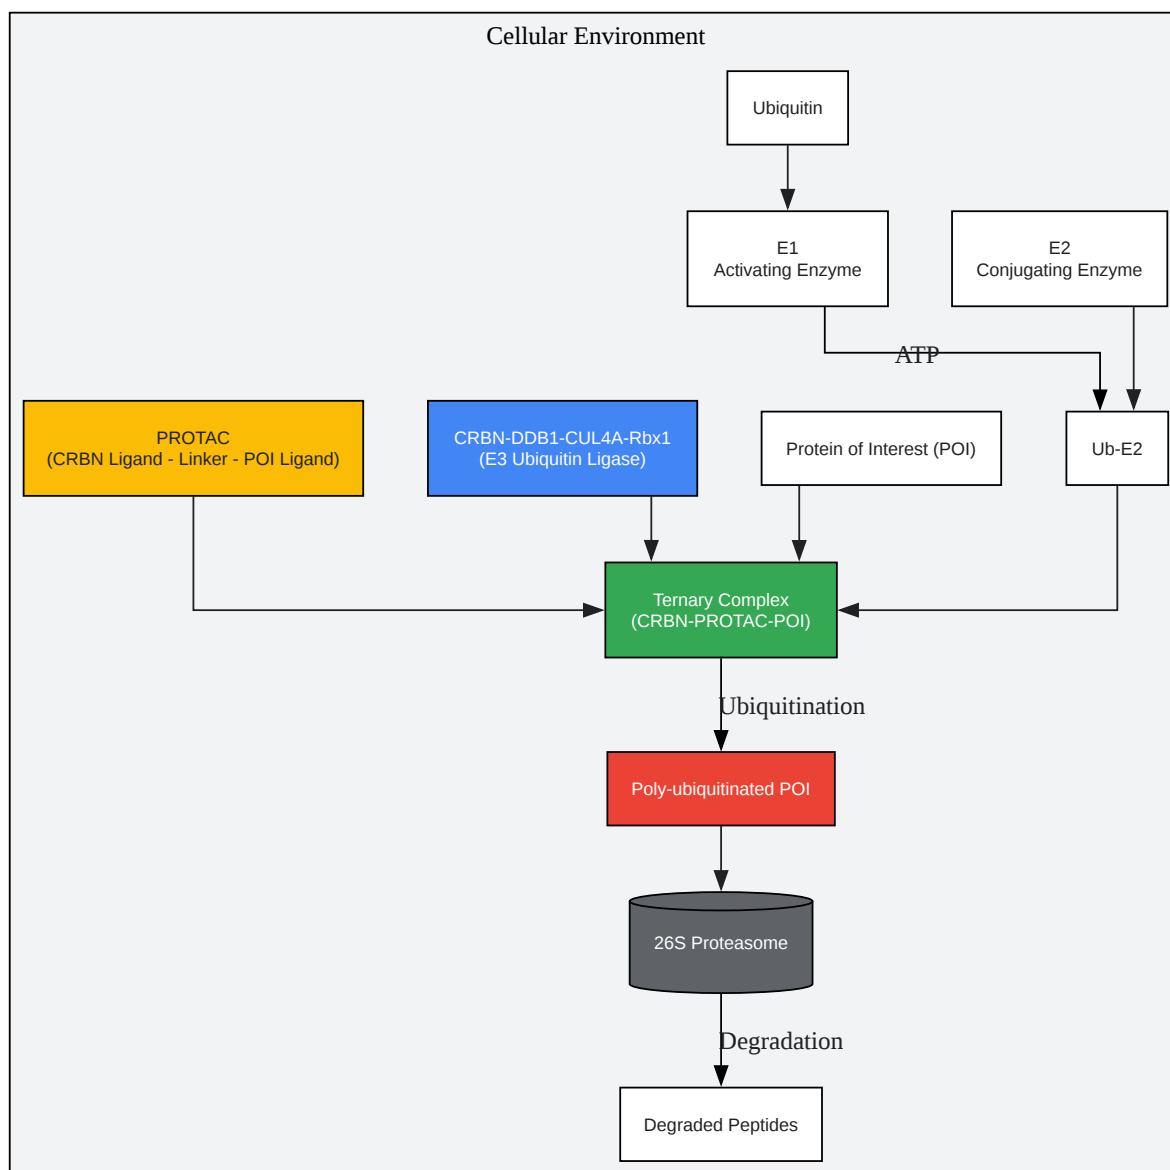 Cellular Environment
Ubiquitin
E1
Activating Enzyme
E2
Conjugating Enzyme
ATP
PROTAC
(CRBN Ligand - Linker - POI Ligand)
CRBN-DDB1-CUL4A-Rbx1
(E3 Ubiquitin Ligase)
Protein of Interest (POI)
Ub-E2
Ternary Complex
(CRBN-PROTAC-POI)
Ubiquitination
Poly-ubiquitinated POI
26S Proteasome
Degradation
Degraded Peptides